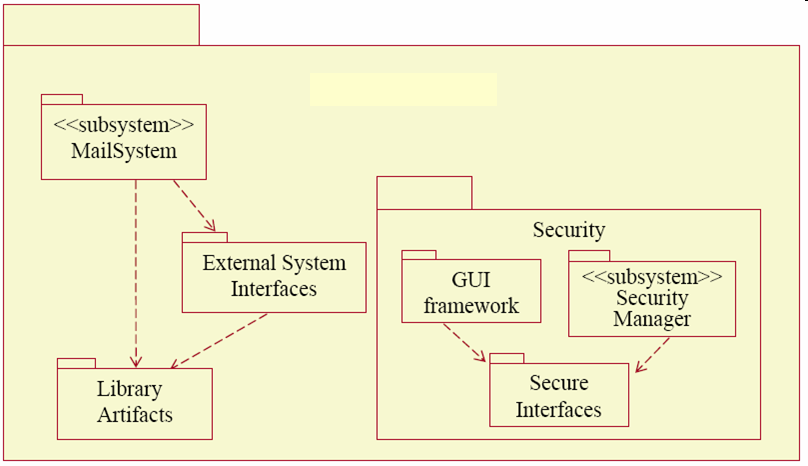 <<subsystem>>
MailSystem
External System
Interfaces
Library
Artifacts
Security
GUI
framework
<<subsystem>>
Security
Manager
Secure
Interfaces